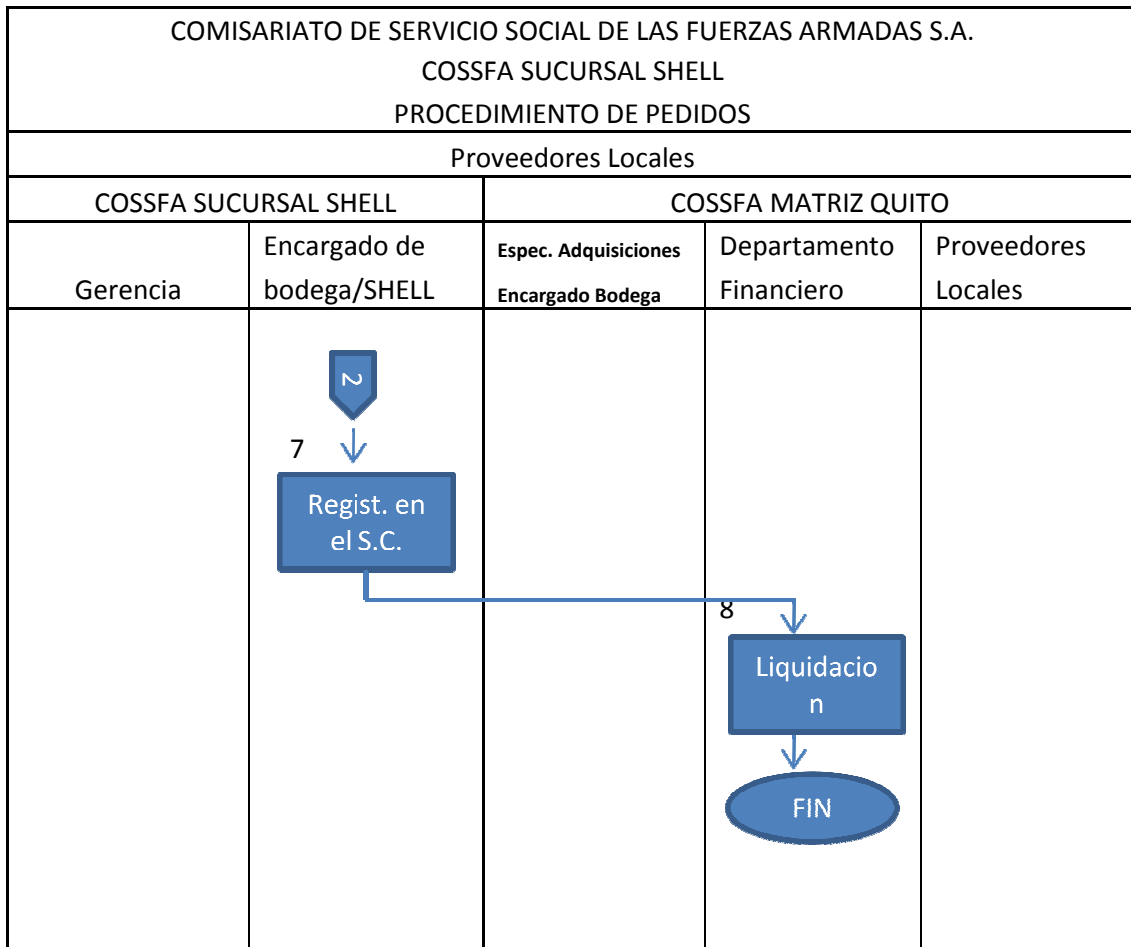 COMISARIATO DE SERVICIO SOCIAL DE LAS FUERZAS ARMADAS S.A.
COSSFA SUCURSAL SHELL
PROCEDIMIENTO DE PEDIDOS
Proveedores Locales
COSSFA SUCURSAL SHELL
COSSFA MATRIZ QUITO
Gerencia
Encargado de
bodega/SHELL
Espec. Adquisiciones
Encargado Bodega
Departamento
Financiero
Proveedores
Locales
2
7
Regist. en
el S.C.
8
Liquidacio
n
FIN